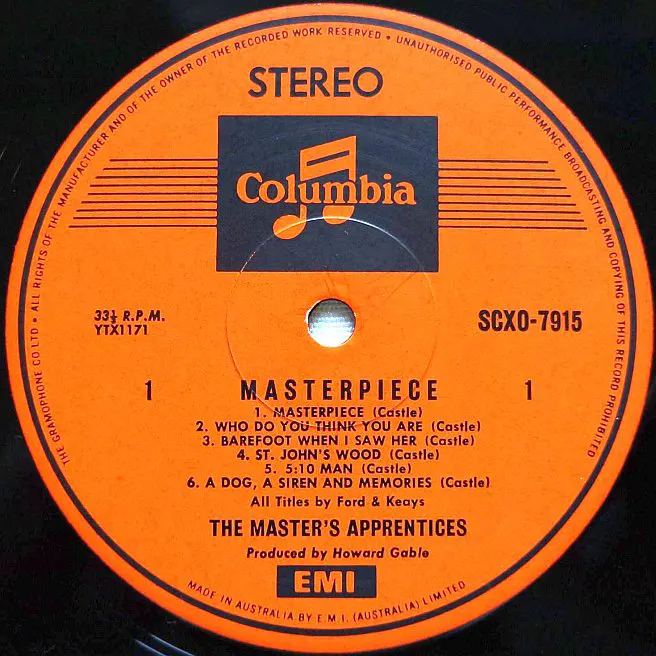 THE GRAMOPHONE CO LTD • ALL RIGHTS OF THE MANUFACTURER AND OF THE OWNER OF THE RECORDED WORK RESERVED • UNAUTHORISED PUBLIC PERFORMANCE BROADCASTING AND COPYING OF THIS RECORD PROHIBITED
STEREO
Columbia
33⅓ R.P.M.
YTX1171
SCXO-7915
1 MASTERPIECE 1
1. MASTERPIECE (Castle)
2. WHO DO YOU THINK YOU ARE (Castle)
3. BAREFOOT WHEN I SAW HER (Castle)
4. ST. JOHN'S WOOD (Castle)
5. 5:10 MAN (Castle)
6. A DOG, A SIREN AND MEMORIES (Castle)
All Titles by Ford & Keays
THE MASTER'S APPRENTICES
Produced by Howard Gable
EMI
MADE IN AUSTRALIA BY E.M.I. (AUSTRALIA) LIMITED